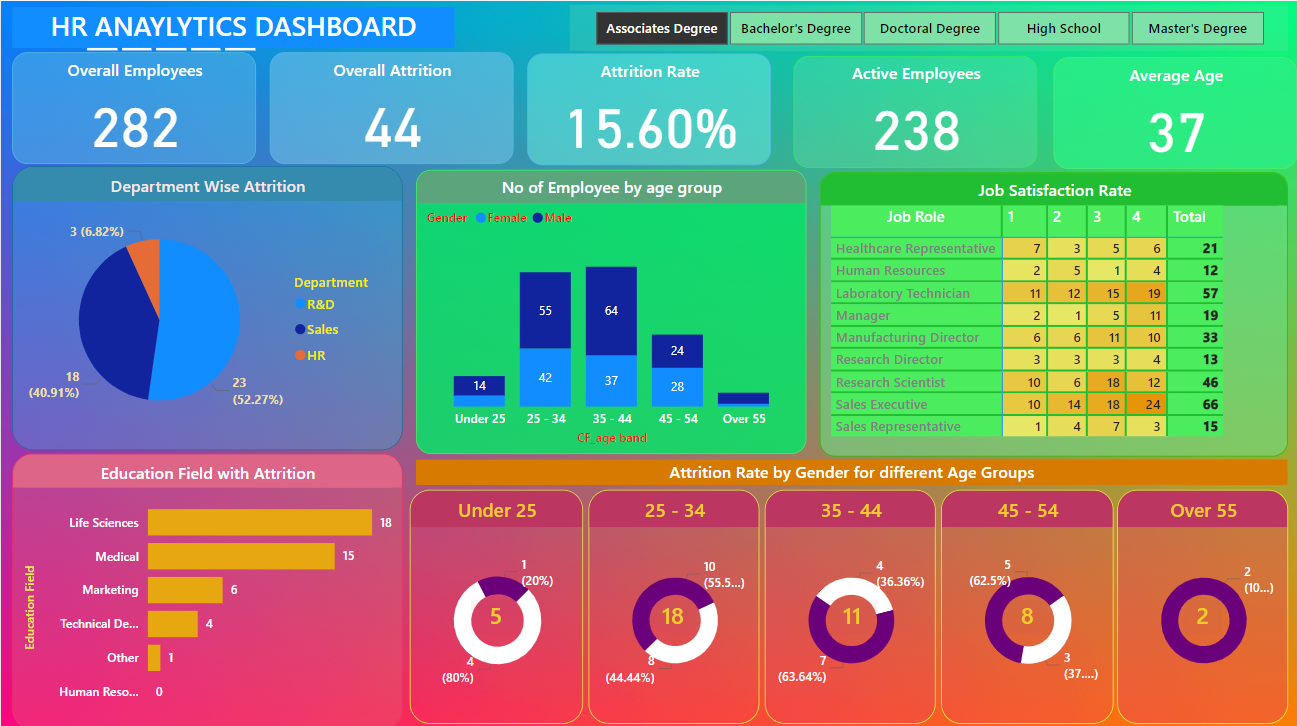 HR ANAYLYTICS DASHBOARD
Associates Degree
Bachelor's Degree
Doctoral Degree
High School
Master's Degree
Overall Employees
282
Overall Attrition
44
Attrition Rate
15.60%
Active Employees
238
Average Age
37
Department Wise Attrition
3 (6.82%)
18
(40.91%)
23
(52.27%)
Department
R&D
Sales
HR
No of Employee by age group
Gender Female Male
14
55
42
64
37
24
28
Under 25 25 - 34 35 - 44 45 - 54 Over 55
CF_age band
Job Satisfaction Rate
Job Role 1 2 3 4 Total
Healthcare Representative 7 3 5 6 21
Human Resources 2 5 1 4 12
Laboratory Technician 11 12 15 19 57
Manager 2 1 5 11 19
Manufacturing Director 6 6 11 10 33
Research Director 3 3 3 4 13
Research Scientist 10 6 18 12 46
Sales Executive 10 14 18 24 66
Sales Representative 1 4 7 3 15
Education Field with Attrition
Education Field
Life Sciences 18
Medical 15
Marketing 6
Technical De... 4
Other 1
Human Reso... 0
Attrition Rate by Gender for different Age Groups
Under 25
1
(20%)
5
4
(80%)
25 - 34
10
(55.5...)
18
8
(44.44%)
35 - 44
4
(36.36%)
11
7
(63.64%)
45 - 54
5
(62.5%)
8
3
(37....)
Over 55
2
(10...)
2